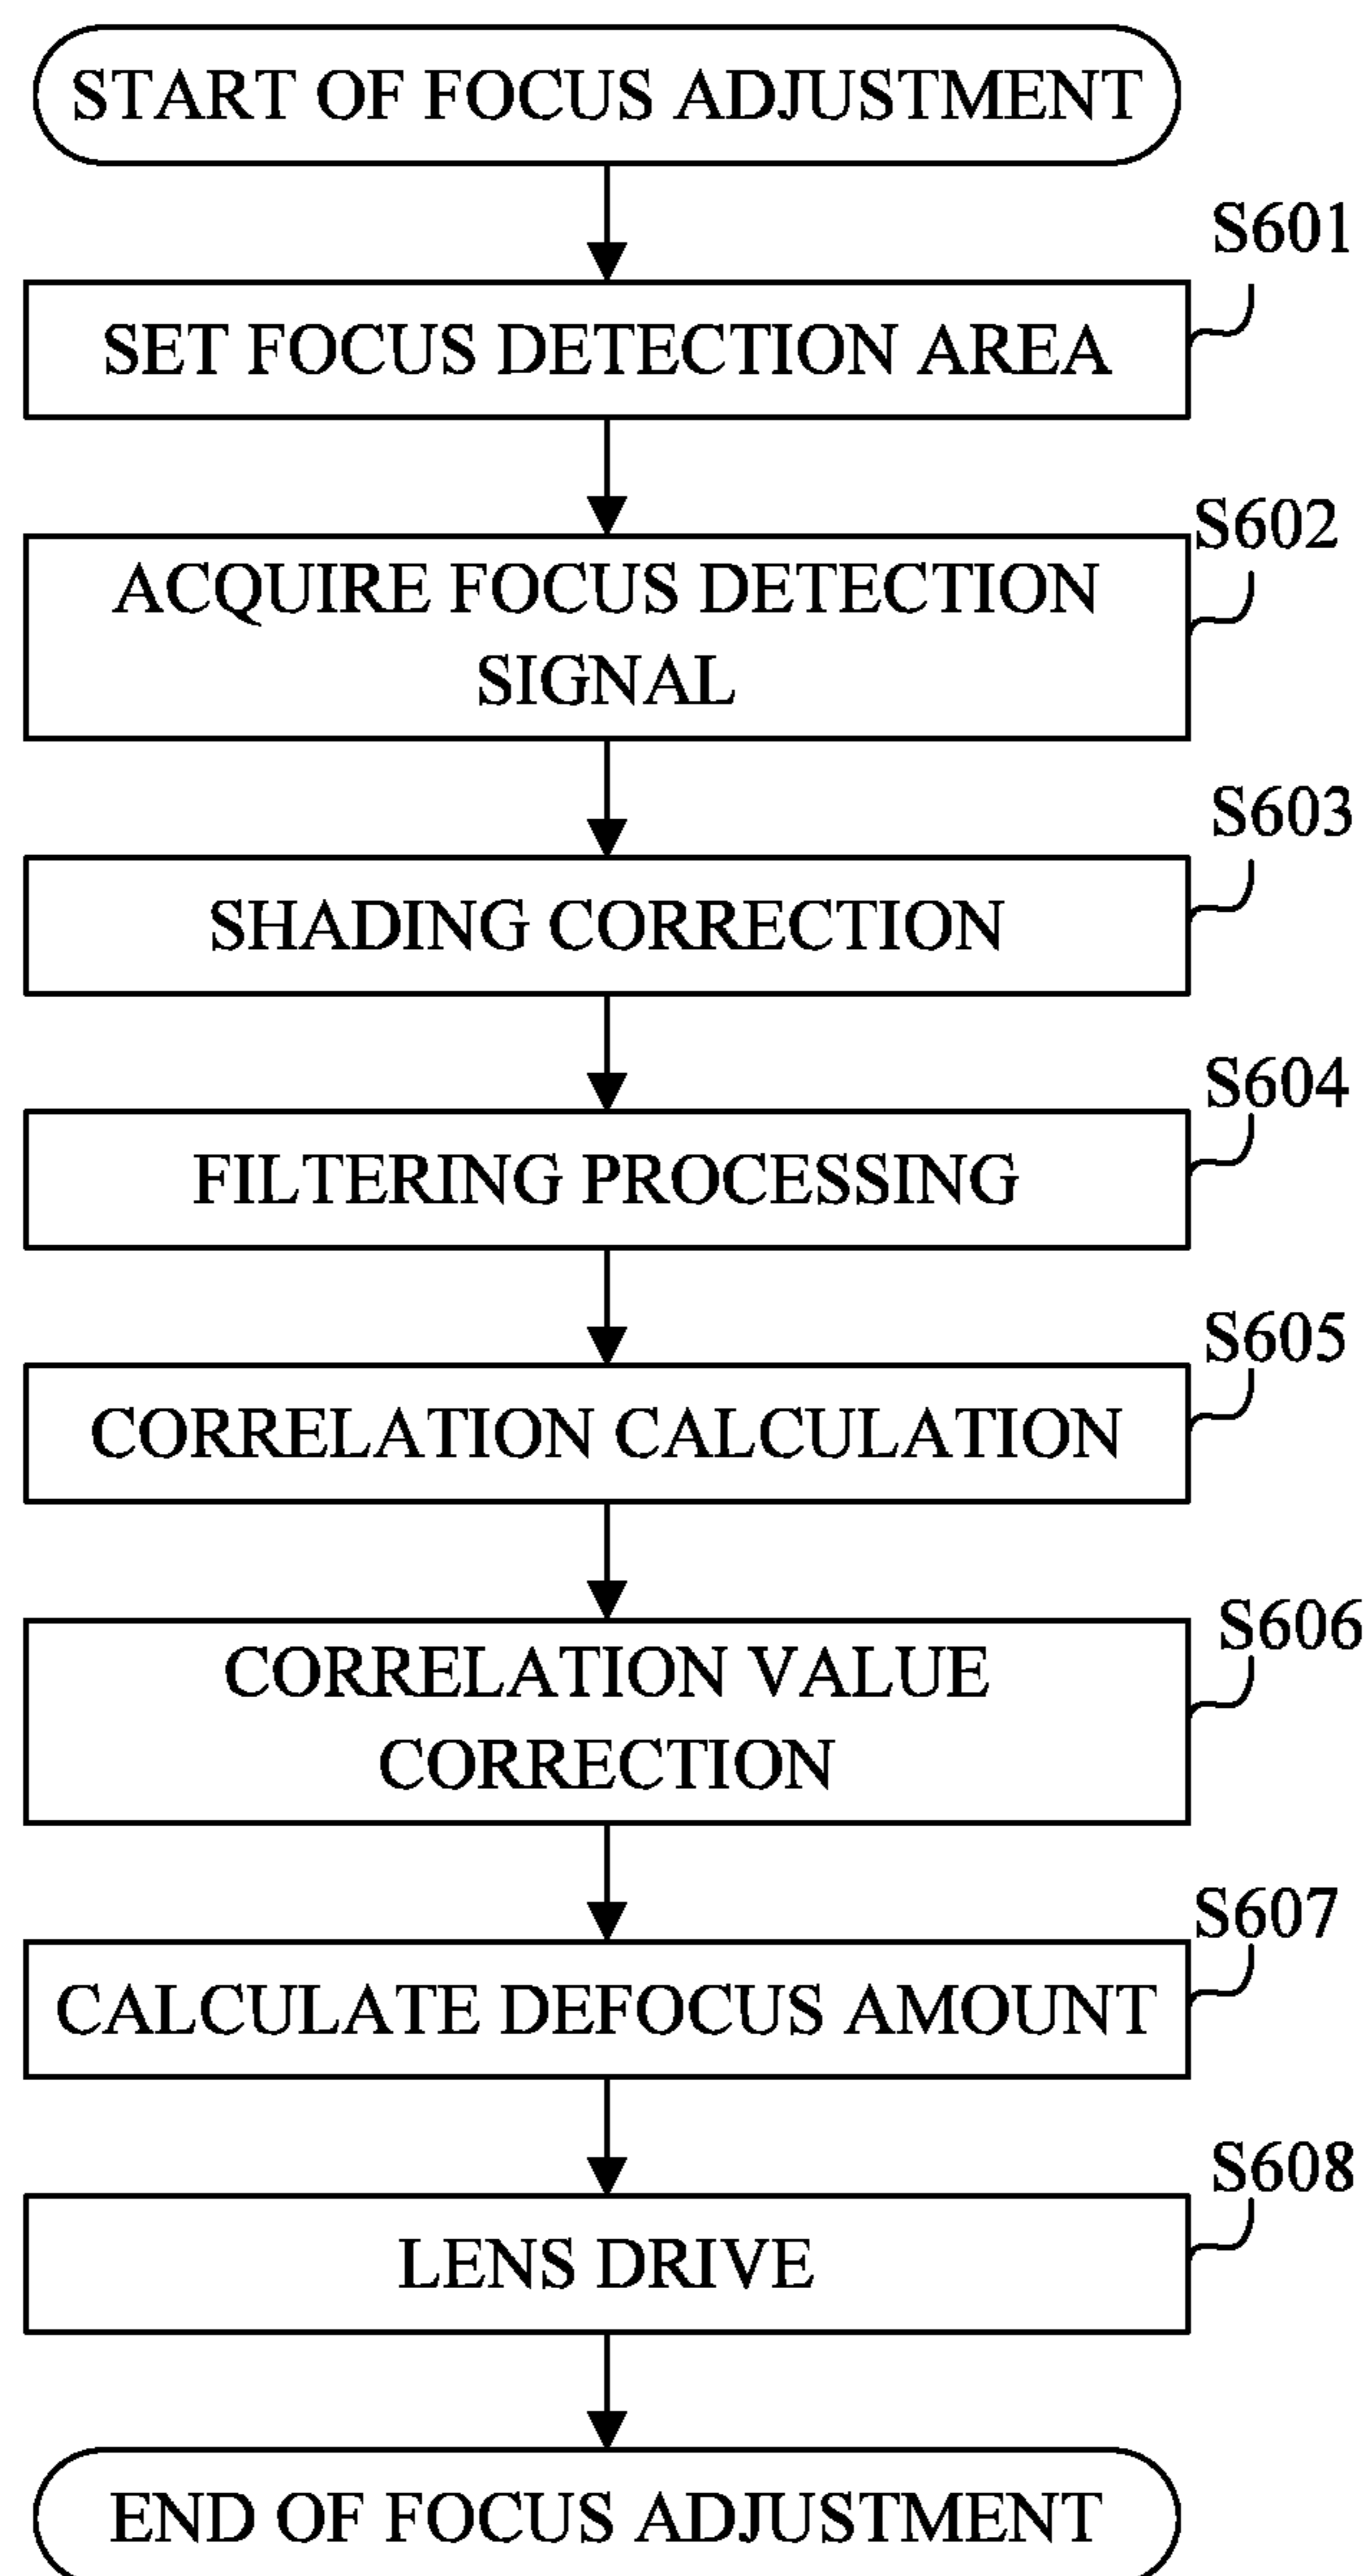 START OF FOCUS ADJUSTMENT
S601
SET FOCUS DETECTION AREA
S602
ACQUIRE FOCUS DETECTION
SIGNAL
S603
SHADING CORRECTION
S604
FILTERING PROCESSING
S605
CORRELATION CALCULATION
S606
CORRELATION VALUE
CORRECTION
S607
CALCULATE DEFOCUS AMOUNT
S608
LENS DRIVE
END OF FOCUS ADJUSTMENT